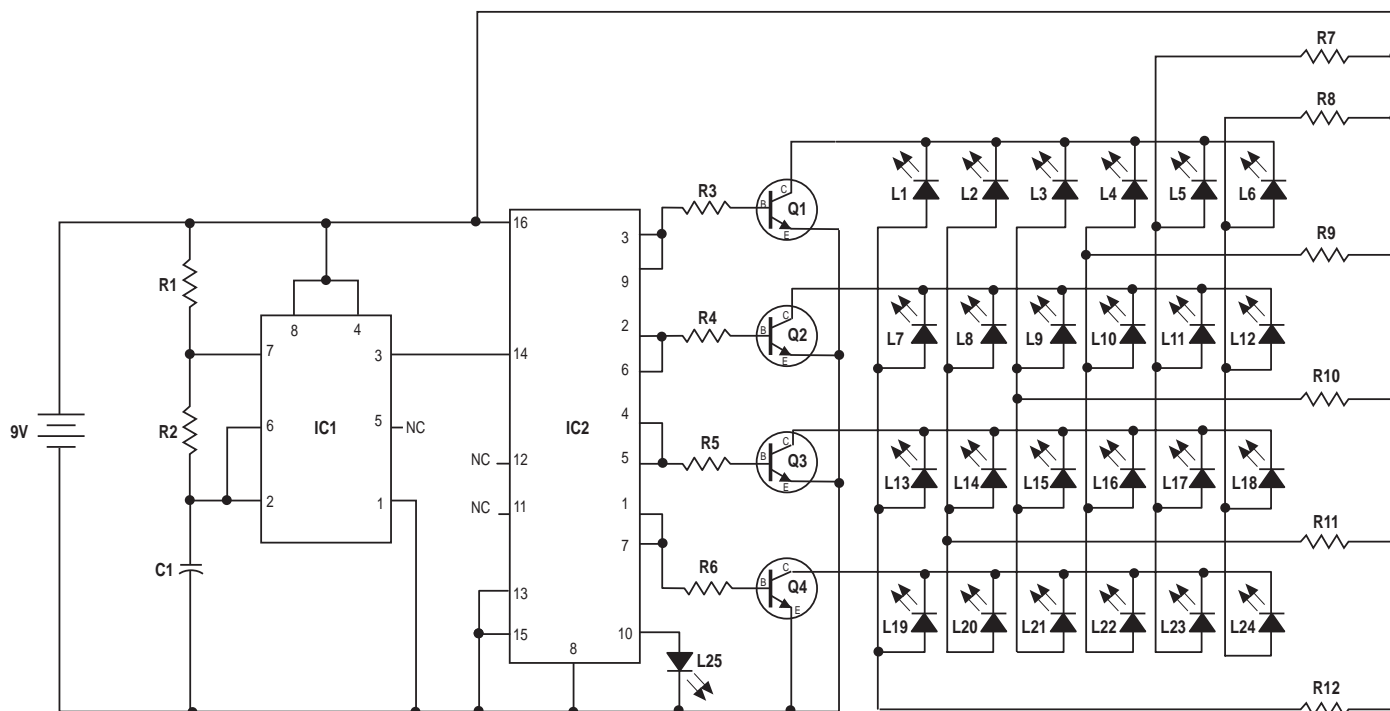 R7
R8
R3
C
B
Q1
E
L1
L2
L3
L4
L5
L6
16
3
9
R9
R1
8
4
7
3
14
2
6
R4
C
B
Q2
E
L7
L8
L9
L10
L11
L12
R10
9V
R2
6
IC1
5
NC
IC2
4
5
R5
C
B
Q3
E
L13
L14
L15
L16
L17
L18
NC
12
NC
11
2
1
1
7
R11
C1
R6
C
B
Q4
E
L19
L20
L21
L22
L23
L24
13
15
10
8
L25
R12